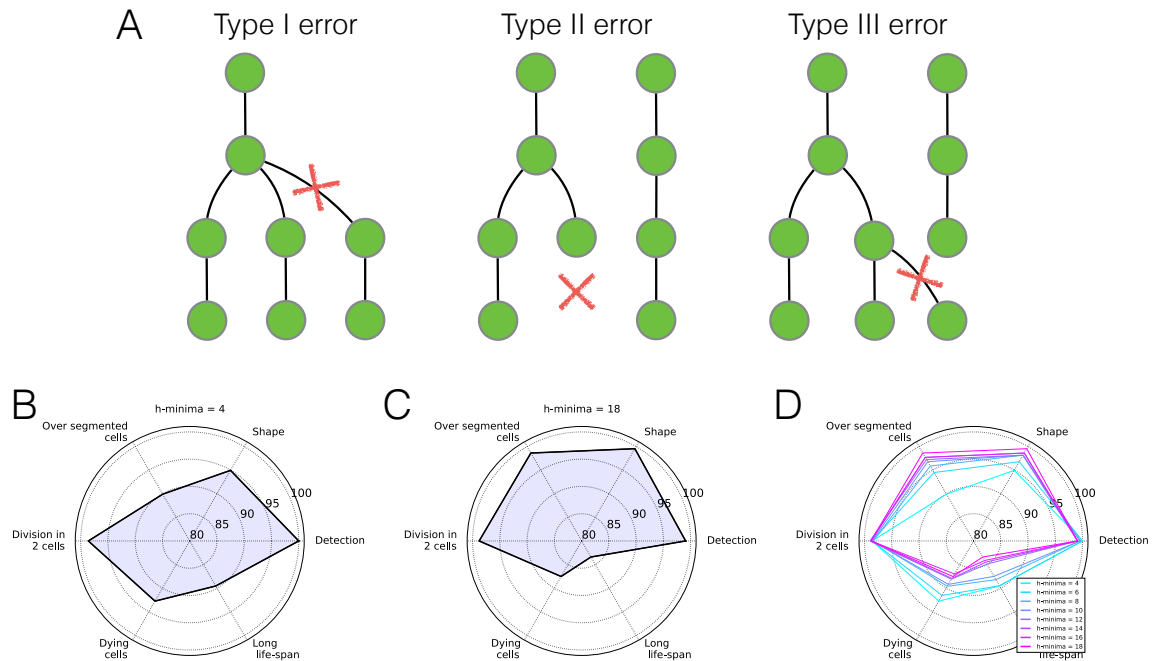 A
Type I error
Type II error
Type III error
B
h-minima = 4
Over segmented
cells
Shape
100
95
90
85
80
Division in
2 cells
Detection
Dying
cells
Long
life-span
C
h-minima = 18
Over segmented
cells
Shape
100
95
90
85
80
Division in
2 cells
Detection
Dying
cells
Long
life-span
D
Over segmented
cells
Shape
100
95
90
85
80
Division in
2 cells
Detection
Dying
cells
Long
life-span
h-minima = 4
h-minima = 6
h-minima = 8
h-minima = 10
h-minima = 12
h-minima = 14
h-minima = 16
h-minima = 18